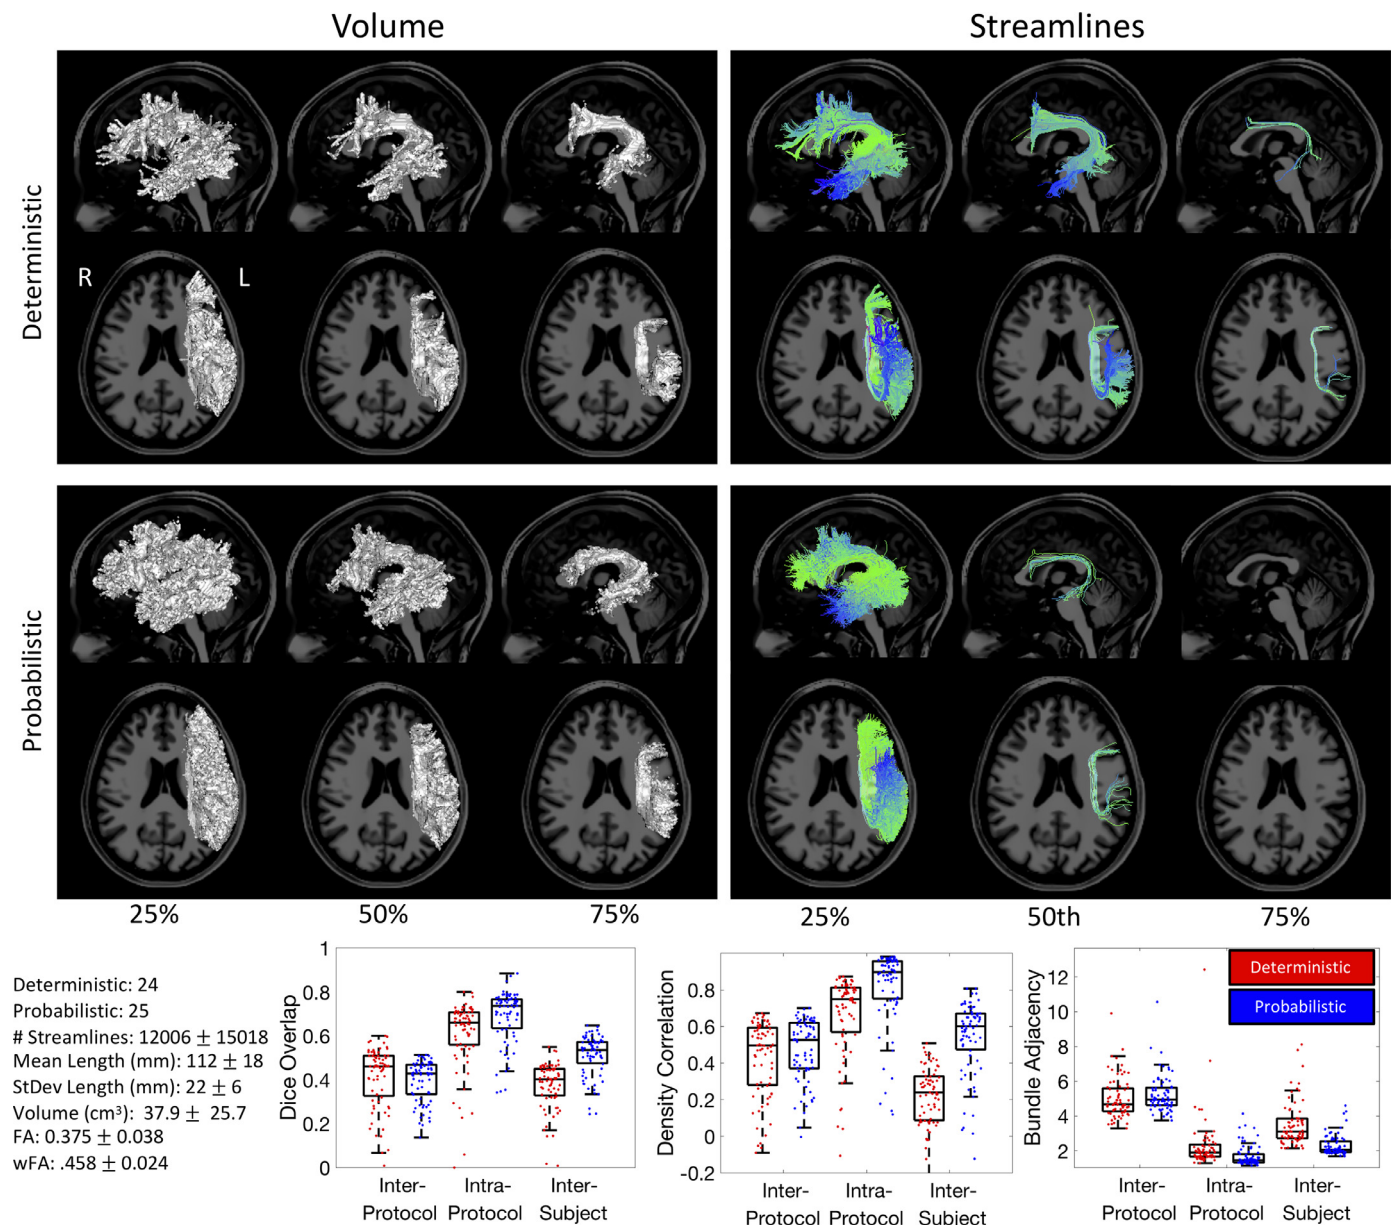 Volume
Streamlines
Deterministic
R
L
Probabilistic
25%
50%
75%
25%
50th
75%
Deterministic: 24
Probabilistic: 25
# Streamlines: 12006 ± 15018
Mean Length (mm): 112 ± 18
StDev Length (mm): 22 ± 6
Volume (cm³): 37.9 ± 25.7
FA: 0.375 ± 0.038
wFA: .458 ± 0.024
Dice Overlap
1
0.8
0.6
0.4
0.2
0
Inter-
Protocol
Intra-
Protocol
Inter-
Subject
Density Correlation
0.8
0.6
0.4
0.2
0
-0.2
Inter-
Protocol
Intra-
Protocol
Inter-
Subject
Bundle Adjacency
12
10
8
6
4
2
Deterministic
Probabilistic
Inter-
Protocol
Intra-
Protocol
Inter-
Subject